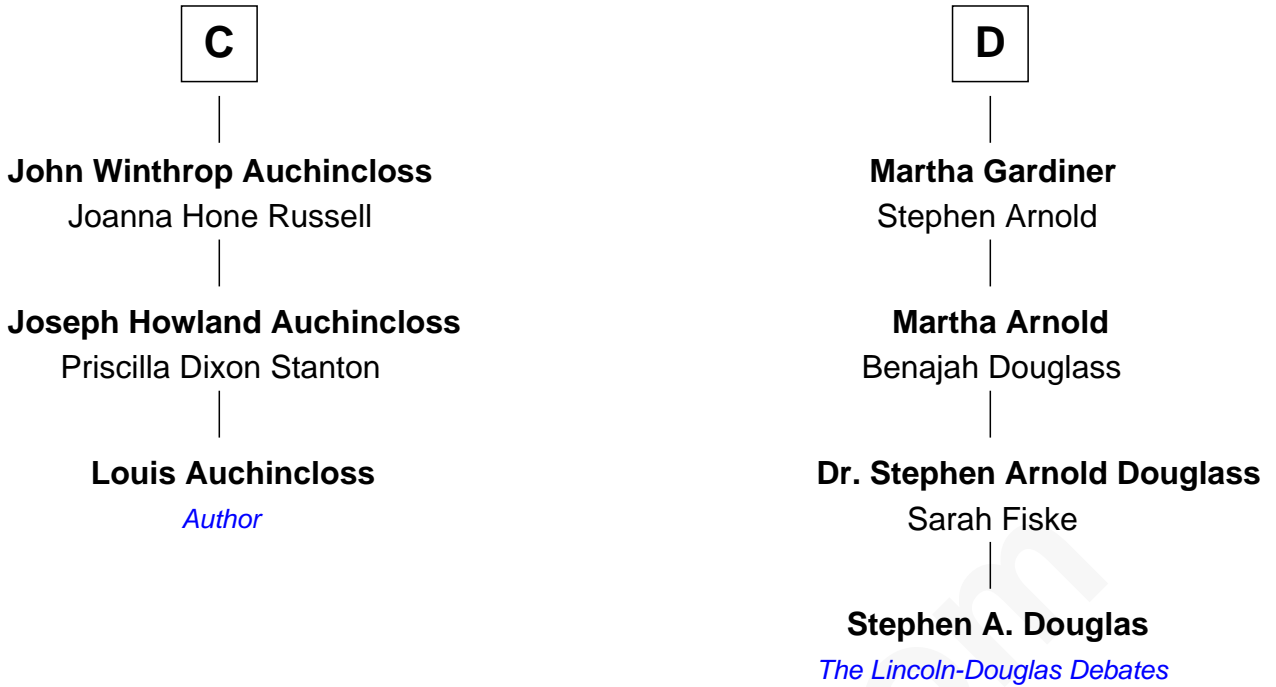 C
John Winthrop Auchincloss
Joanna Hone Russell
Joseph Howland Auchincloss
Priscilla Dixon Stanton
Louis Auchincloss
Author
D
Martha Gardiner
Stephen Arnold
Martha Arnold
Benajah Douglass
Dr. Stephen Arnold Douglass
Sarah Fiske
Stephen A. Douglas
The Lincoln-Douglas Debates